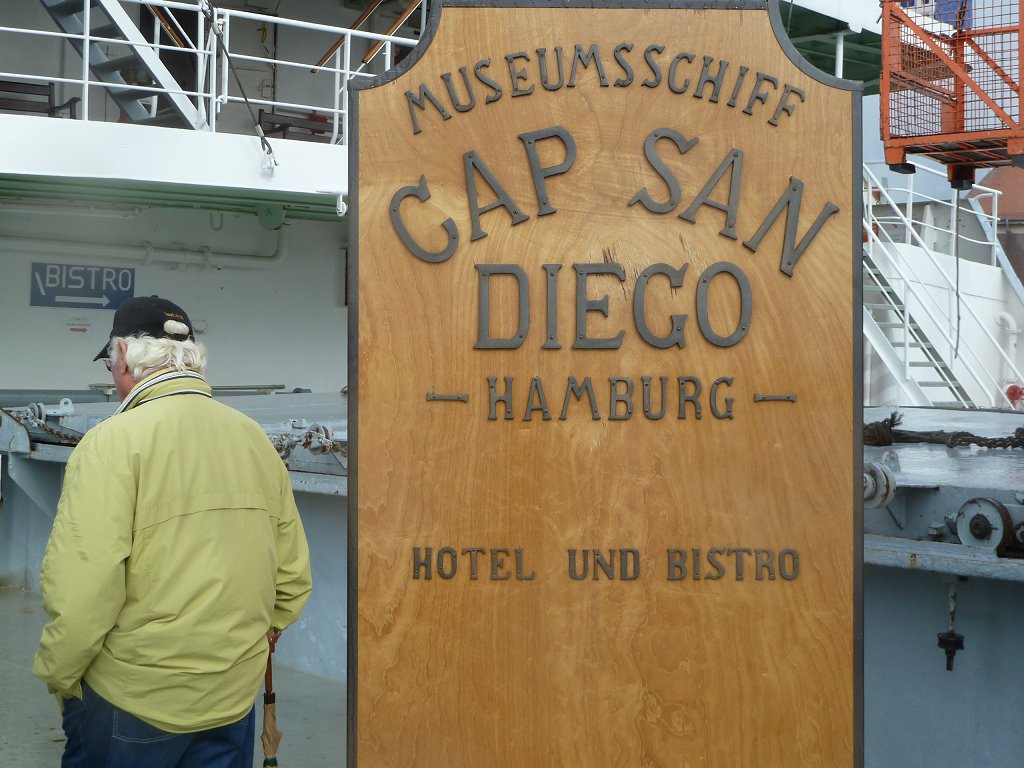 MUSEUMSSCHIFF
CAP SAN
DIEGO
- HAMBURG -
HOTEL UND BISTRO
BISTRO